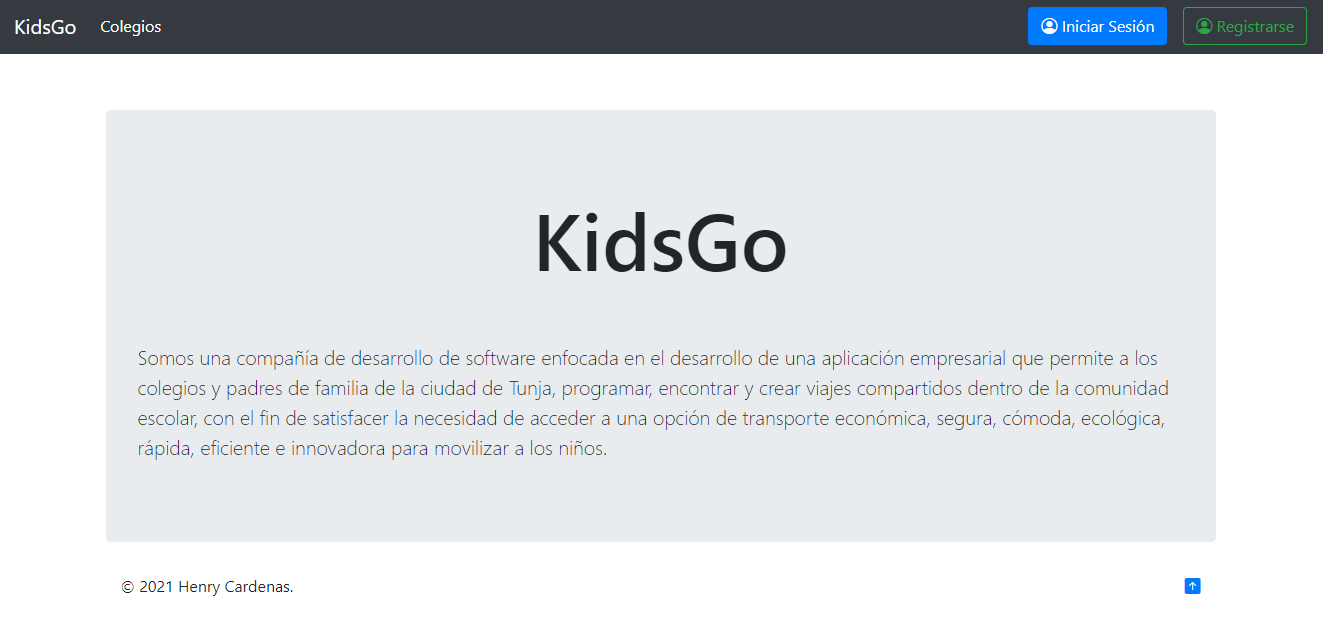 KidsGo Colegios Iniciar Sesión Registrarse
KidsGo
Somos una compañía de desarrollo de software enfocada en el desarrollo de una aplicación empresarial que permite a los
colegios y padres de familia de la ciudad de Tunja, programar, encontrar y crear viajes compartidos dentro de la comunidad
escolar, con el fin de satisfacer la necesidad de acceder a una opción de transporte económica, segura, cómoda, ecológica,
rápida, eficiente e innovadora para movilizar a los niños.
© 2021 Henry Cardenas.